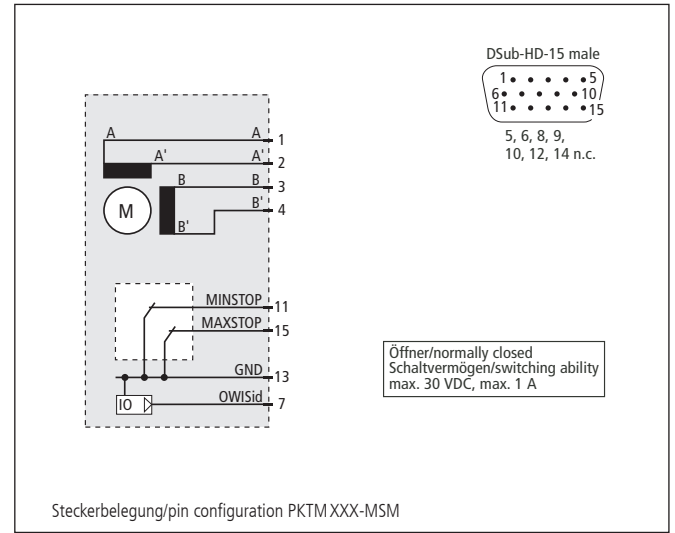 DSub-HD-15 male
1 5
6 10
11 15
5, 6, 8, 9,
10, 12, 14 n.c.
A A 1
A' A' 2
B B 3
M
B' 4
B'
MINSTOP 11
MAXSTOP 15
GND 13
IO OWISid 7
Öffner/normally closed
Schaltvermögen/switching ability
max. 30 VDC, max. 1 A
Steckerbelegung/pin configuration PKTM XXX-MSM